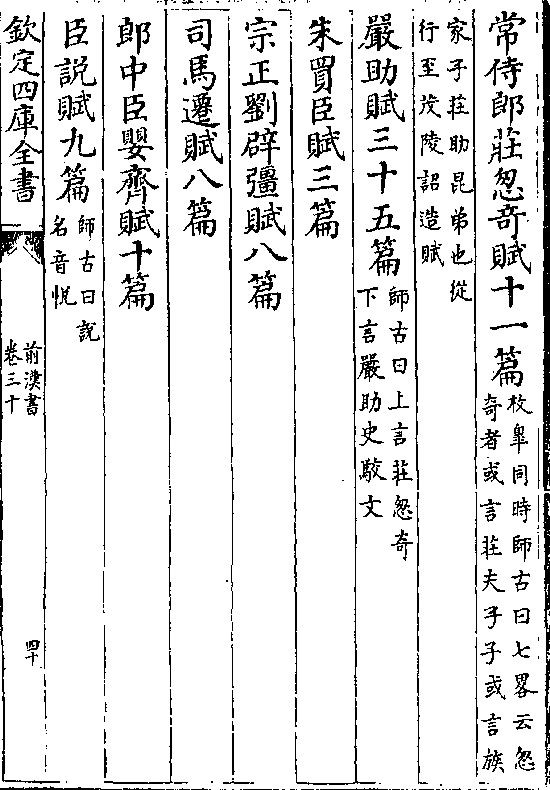 常侍郎莊怱奇賦十一篇枚臯同時師古曰七畧云怱
奇者或言莊夫子子或言族
家子莊助昆弟也從
行至茂陵詔造賦
嚴助賦三十五篇師古曰上言莊怱奇
下言嚴助史駮文
朱買臣賦三篇
宗正劉辟彊賦八篇
司馬遷賦八篇
郎中臣嬰齊賦十篇
臣說賦九篇師古曰說
名音悅
欽定四庫全書
前漢書
卷三十
四十